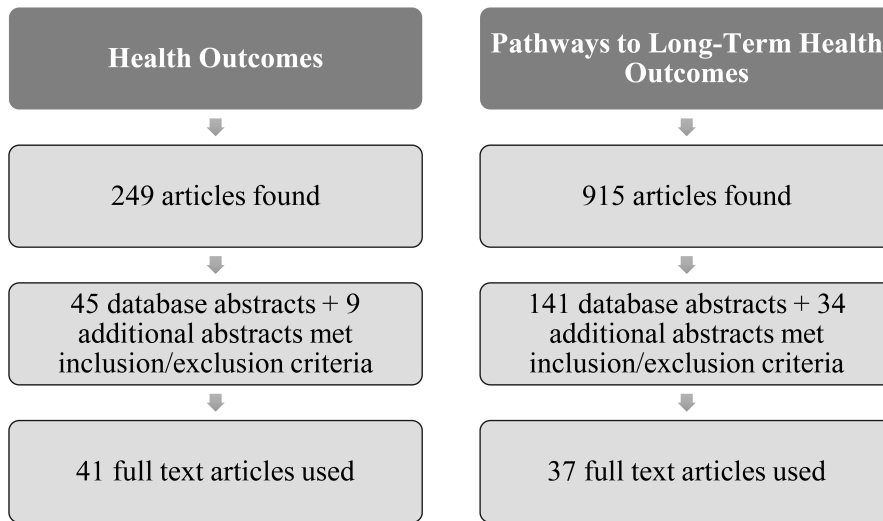 Health Outcomes
249 articles found
45 database abstracts + 9
additional abstracts met
inclusion/exclusion criteria
41 full text articles used
Pathways to Long-Term Health
Outcomes
915 articles found
141 database abstracts + 34
additional abstracts met
inclusion/exclusion criteria
37 full text articles used